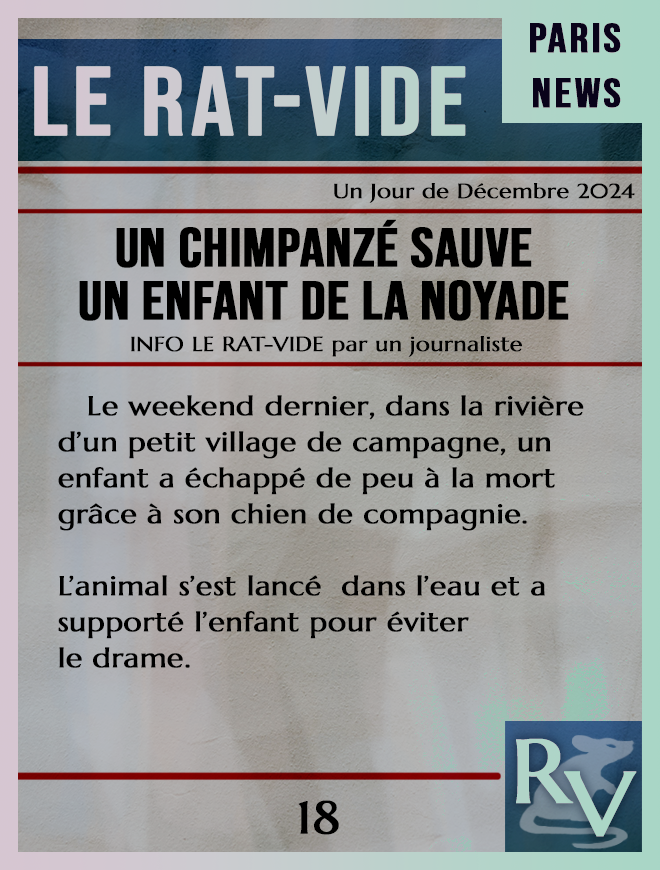 PARIS
NEWS
LE RAT-VIDE
Un Jour de Décembre 2024
UN CHIMPANZÉ SAUVE
UN ENFANT DE LA NOYADE
INFO LE RAT-VIDE par un journaliste
Le weekend dernier, dans la rivière
d’un petit village de campagne, un
enfant a échappé de peu à la mort
grâce à son chien de compagnie.
L’animal s’est lancé  dans l’eau et a
supporté l’enfant pour éviter
le drame.
18
RV